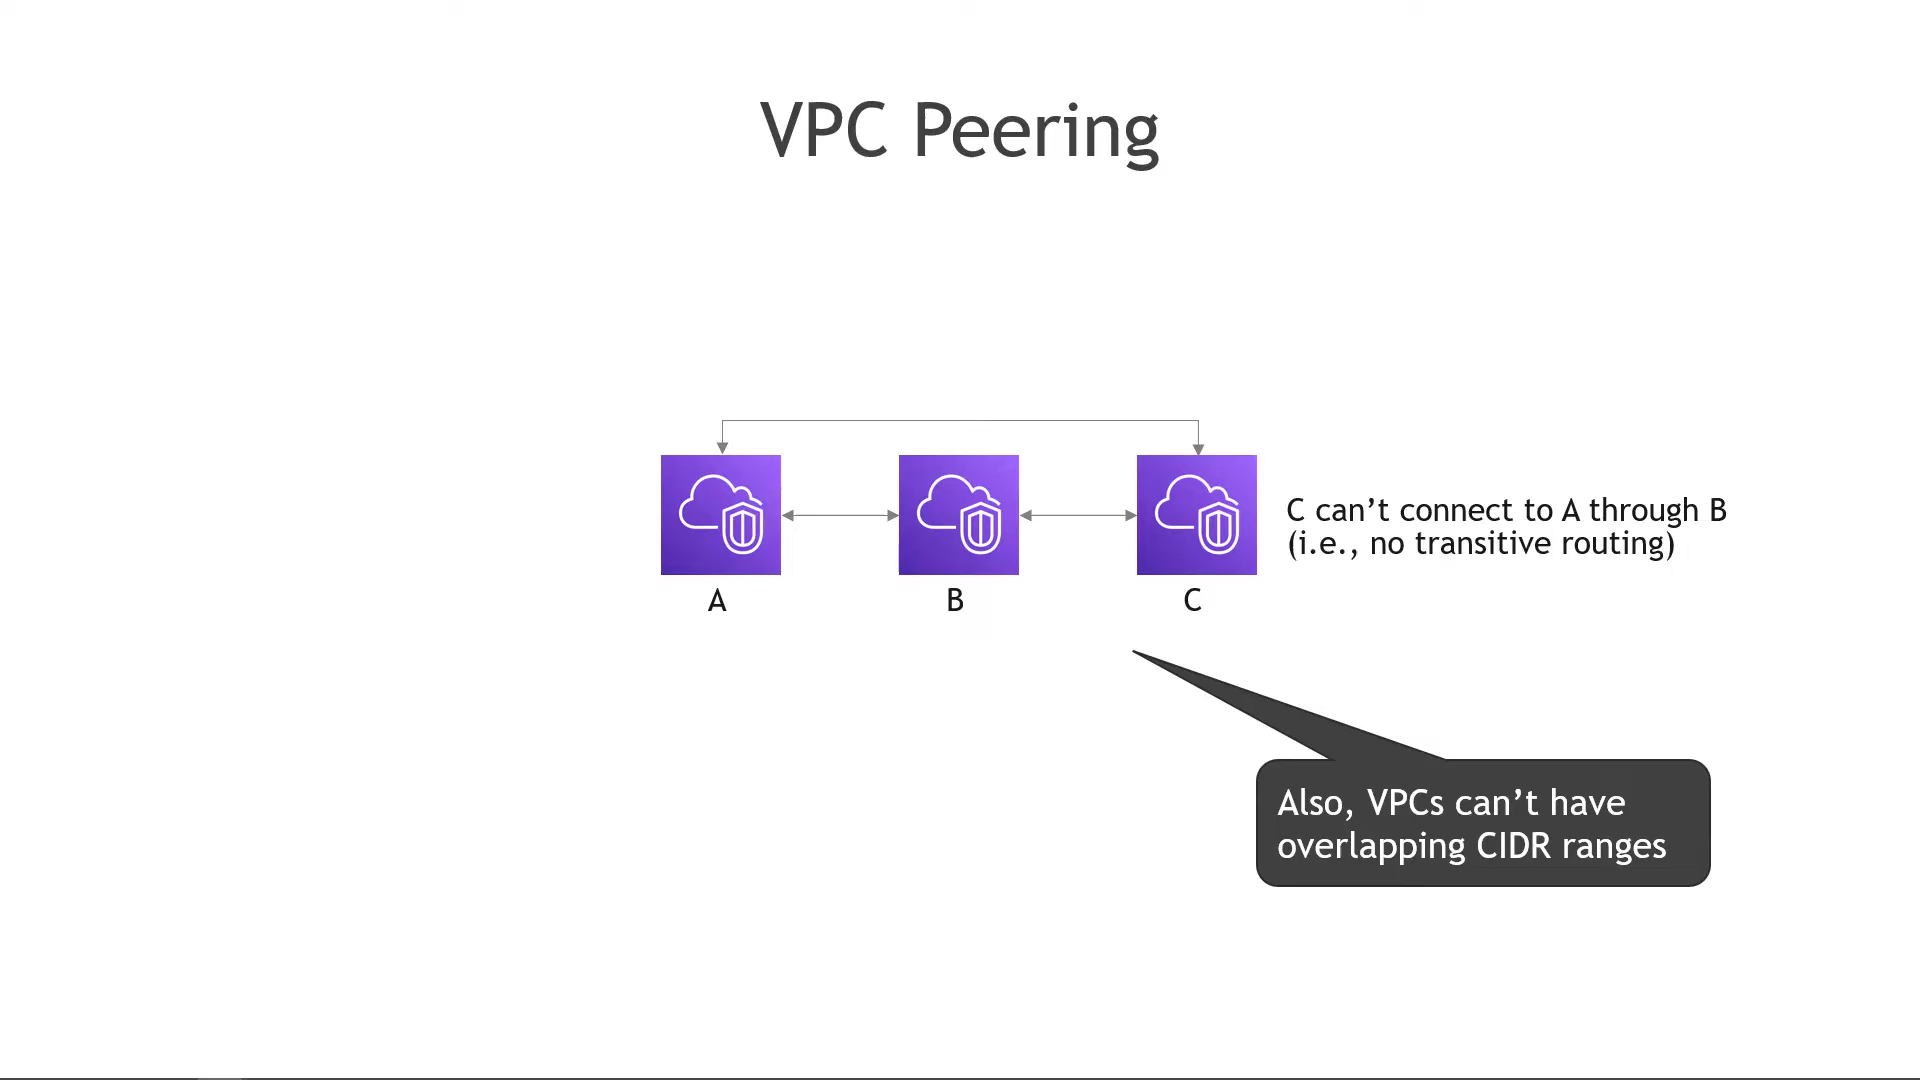 VPC Peering
C can’t connect to A through B
(i.e., no transitive routing)
A
B
C
Also, VPCs can’t have
overlapping CIDR ranges